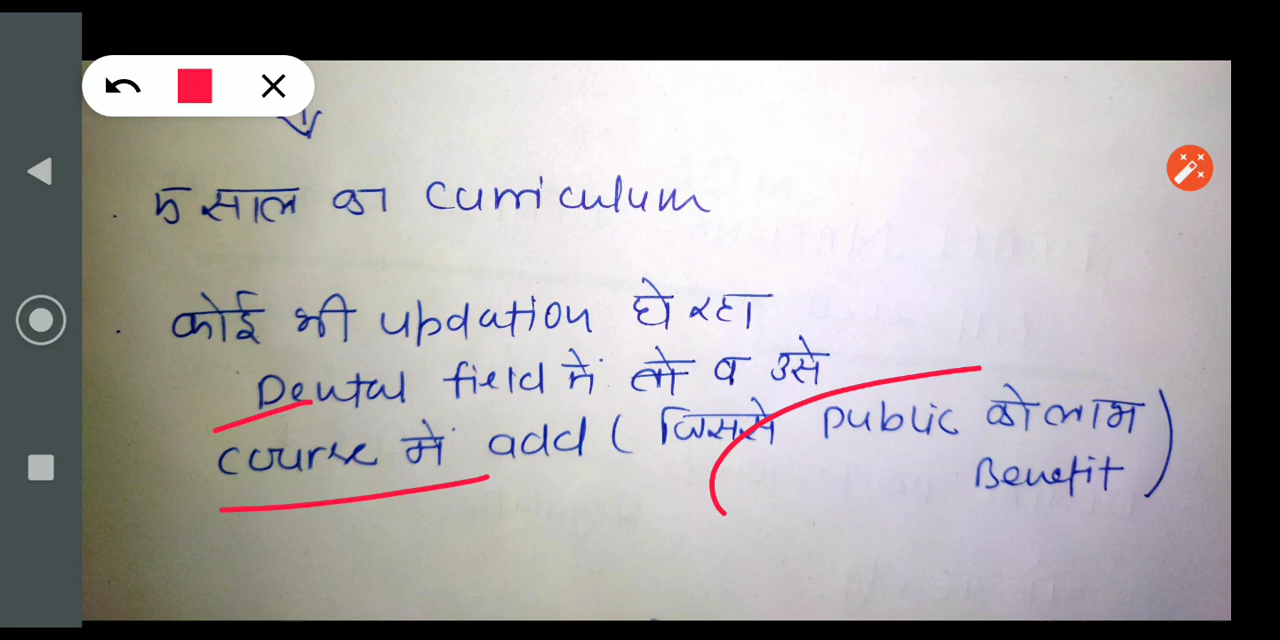 5 साल का curriculum
कोई भी updation हो रहा
Dental field में तो व उसे
course में add ( जिससे public को लाभ
Benefit )